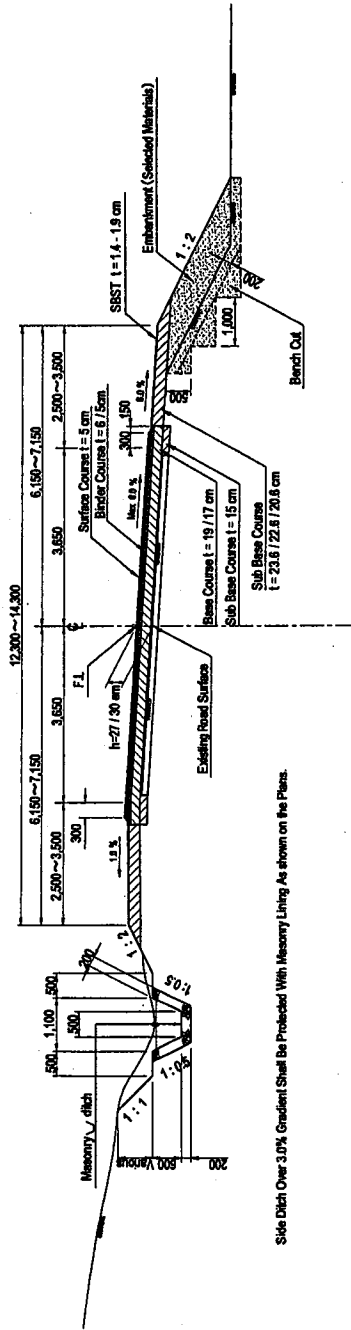 12,300~14,300
6,150~7,150
6,150~7,150
2,500~3,500
3,650
3,650
2,500~3,500
300
300
150
Surface Course t = 5 cm
Binder Course t = 6 / 5cm
SBST t = 1.4 - 1.9 cm
Embankment (Selected Materials)
Masonry ditch
500
1,100
500
500
200
1 : 2
1.0 %
F.L
h=27 / 30 cm
Max 8.0 %
8.0 %
1 : 2
200
1 : 1
1 : 0.5
1:0.5
Various
500
200
Existing Road Surface
Base Course t = 19 / 17 cm
Sub Base Course t = 15 cm
Sub Base Course
t = 23.6 / 22.6 / 20.6 cm
500
1,000
Bench Cut
Side Ditch Over 3.0% Gradient Shall Be Protected With Masonry Lining As shown on the Plans.